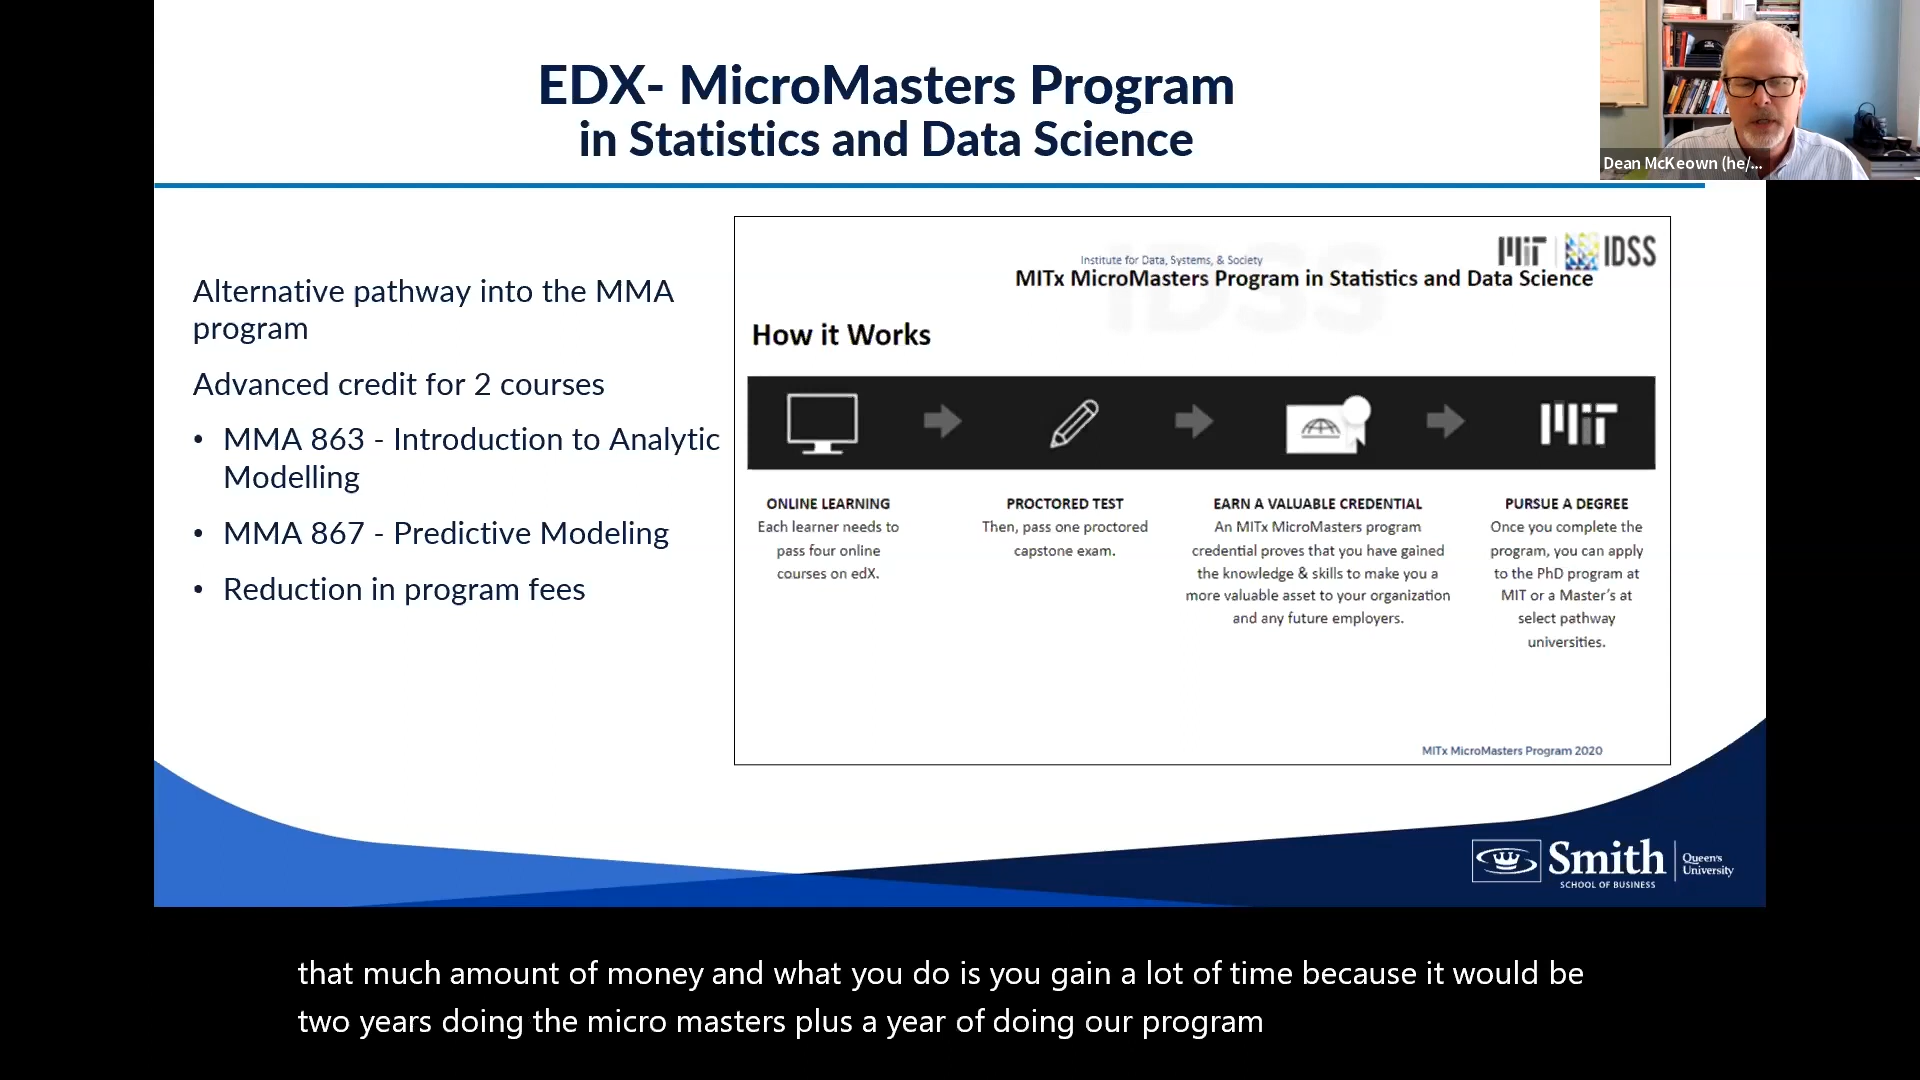 EDX- MicroMasters Program
in Statistics and Data Science
Dean McKeown (he/...
Alternative pathway into the MMA
program
Advanced credit for 2 courses
• MMA 863 - Introduction to Analytic
Modelling
• MMA 867 - Predictive Modeling
• Reduction in program fees
MIT IDSS
IDSS
Institute for Data, Systems, & Society
MITx MicroMasters Program in Statistics and Data Science
How it Works
MIT
ONLINE LEARNING
Each learner needs to
pass four online
courses on edX.
PROCTORED TEST
Then, pass one proctored
capstone exam.
EARN A VALUABLE CREDENTIAL
An MITx MicroMasters program
credential proves that you have gained
the knowledge & skills to make you a
more valuable asset to your organization
and any future employers.
PURSUE A DEGREE
Once you complete the
program, you can apply
to the PhD program at
MIT or a Master's at
select pathway
universities.
MITx MicroMasters Program 2020
Smith
SCHOOL OF BUSINESS
Queen's
University
that much amount of money and what you do is you gain a lot of time because it would be
two years doing the micro masters plus a year of doing our program